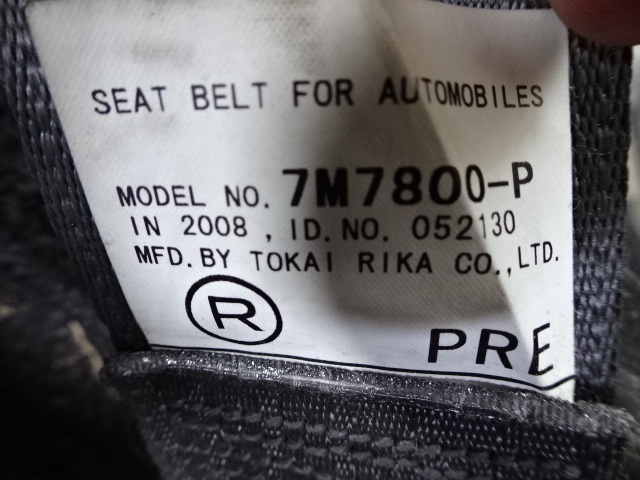 SEAT BELT FOR AUTOMOBILES
MODEL NO. 7M7800-P
IN 2008 , ID. NO. 052130
MFD. BY TOKAI RIKA CO., LTD.
R PRE